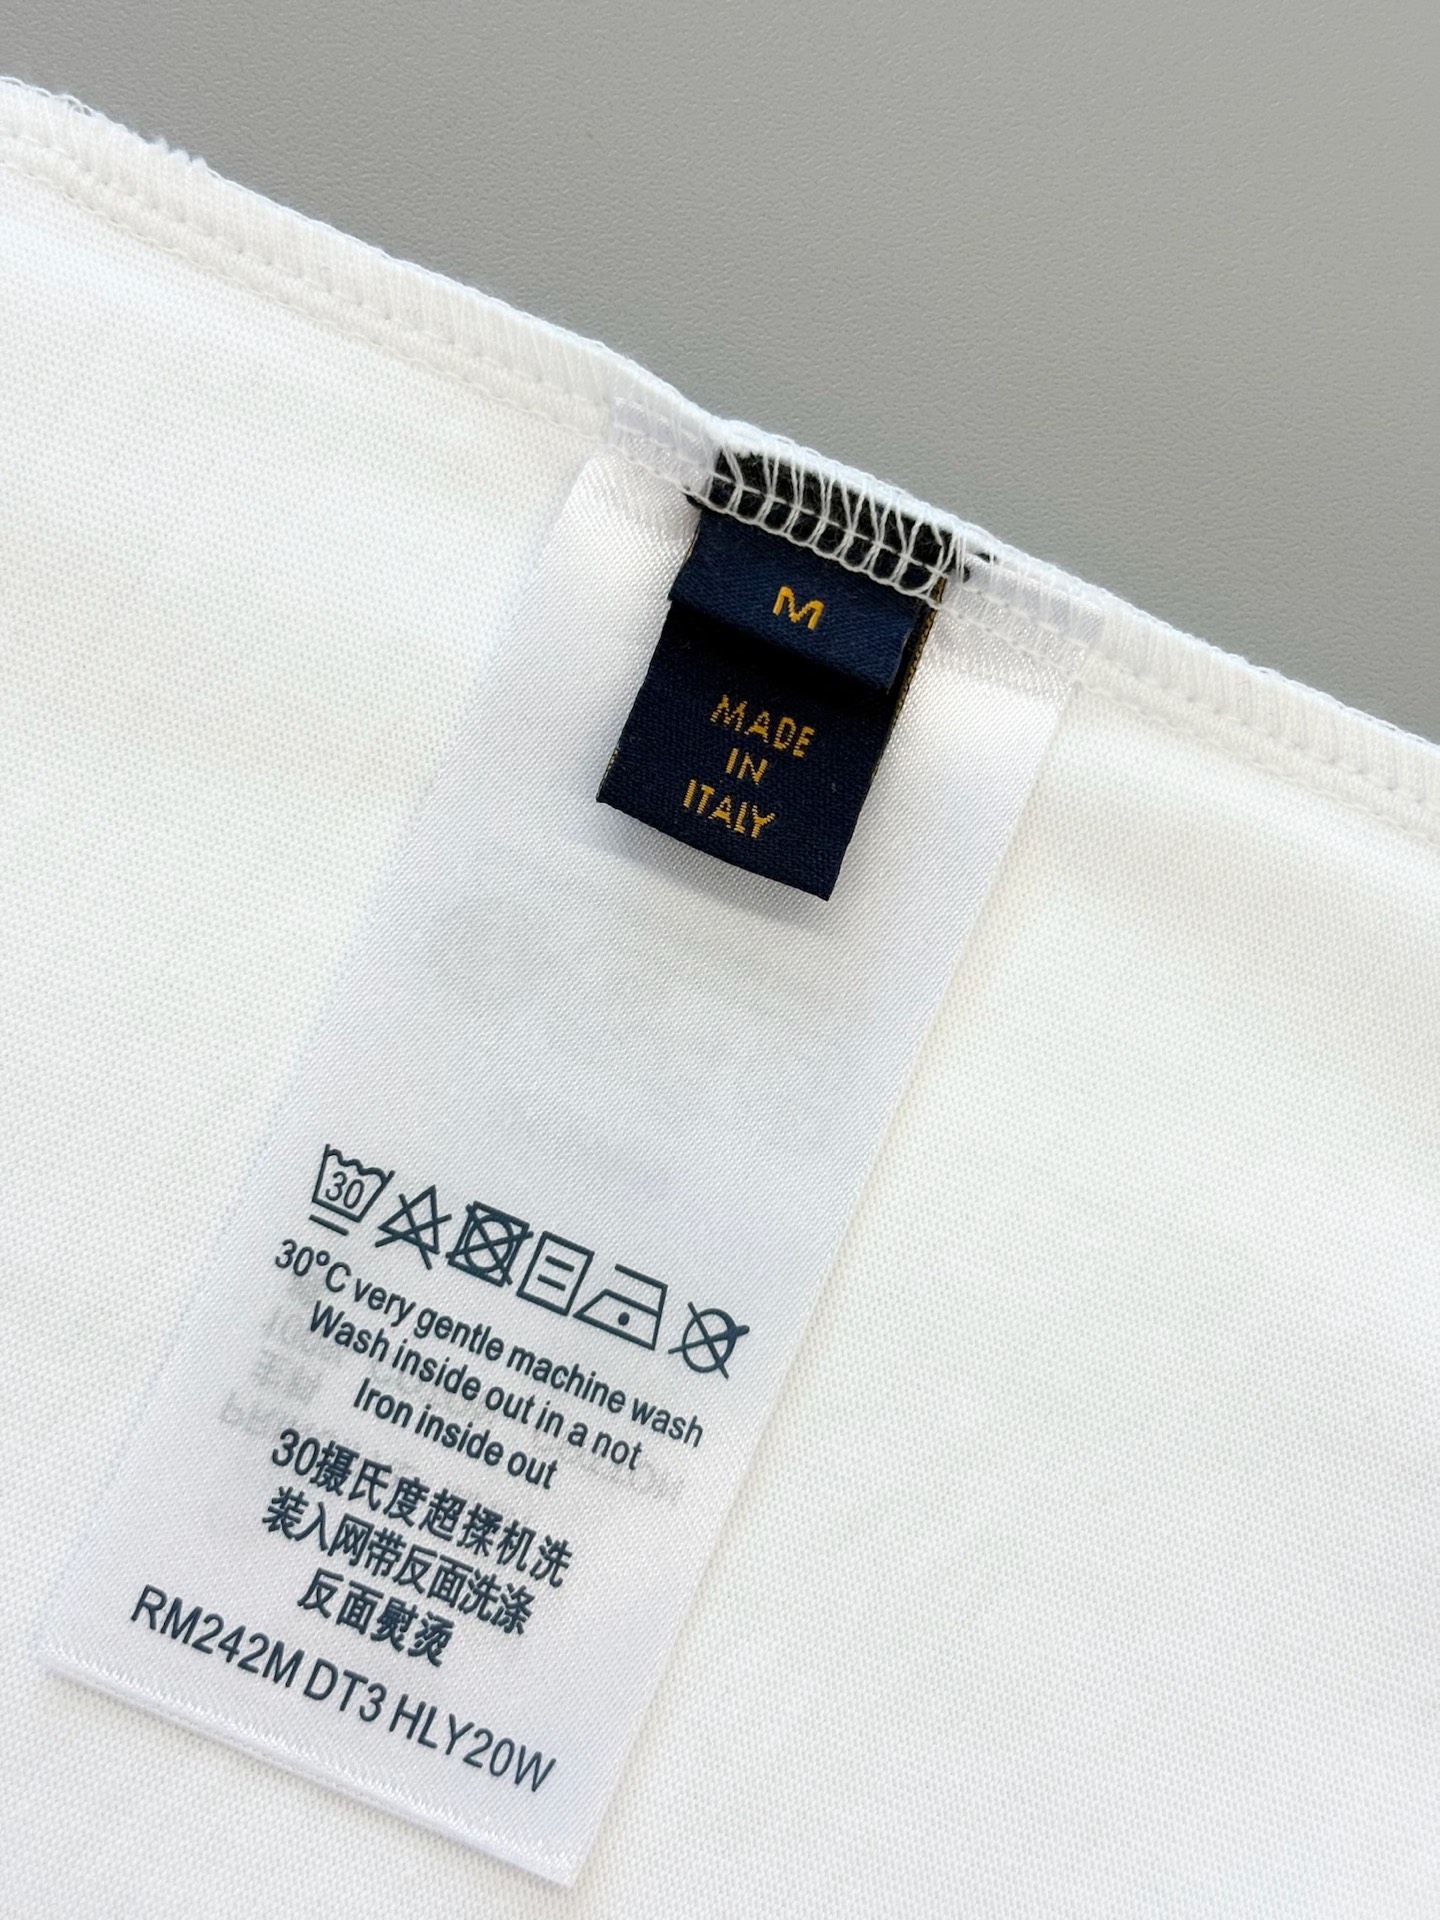 M
MADE
IN
ITALY
30
30°C very gentle machine wash
Wash inside out in a not
Iron inside out
30摄氏度超揉机洗
装入网带反面洗涤
反面熨烫
RM242M DT3 HLY20W